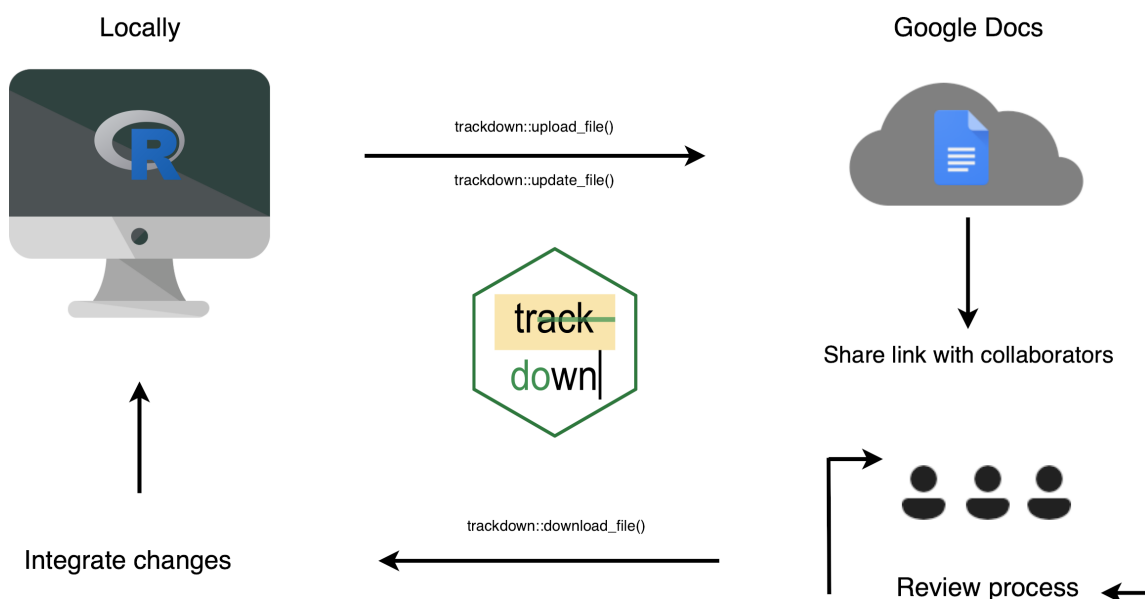 Locally
Google Docs
R
trackdown::upload_file()
trackdown::update_file()
track
down
Share link with collaborators
trackdown::download_file()
Integrate changes
Review process